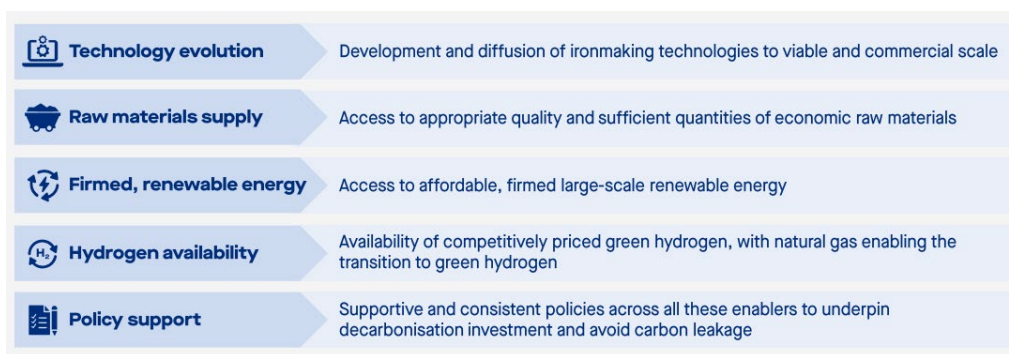 Technology evolution
Development and diffusion of ironmaking technologies to viable and commercial scale
Raw materials supply
Access to appropriate quality and sufficient quantities of economic raw materials
Firmed, renewable energy
Access to affordable, firmed large-scale renewable energy
H₂
Hydrogen availability
Availability of competitively priced green hydrogen, with natural gas enabling the
transition to green hydrogen
Policy support
Supportive and consistent policies across all these enablers to underpin
decarbonisation investment and avoid carbon leakage